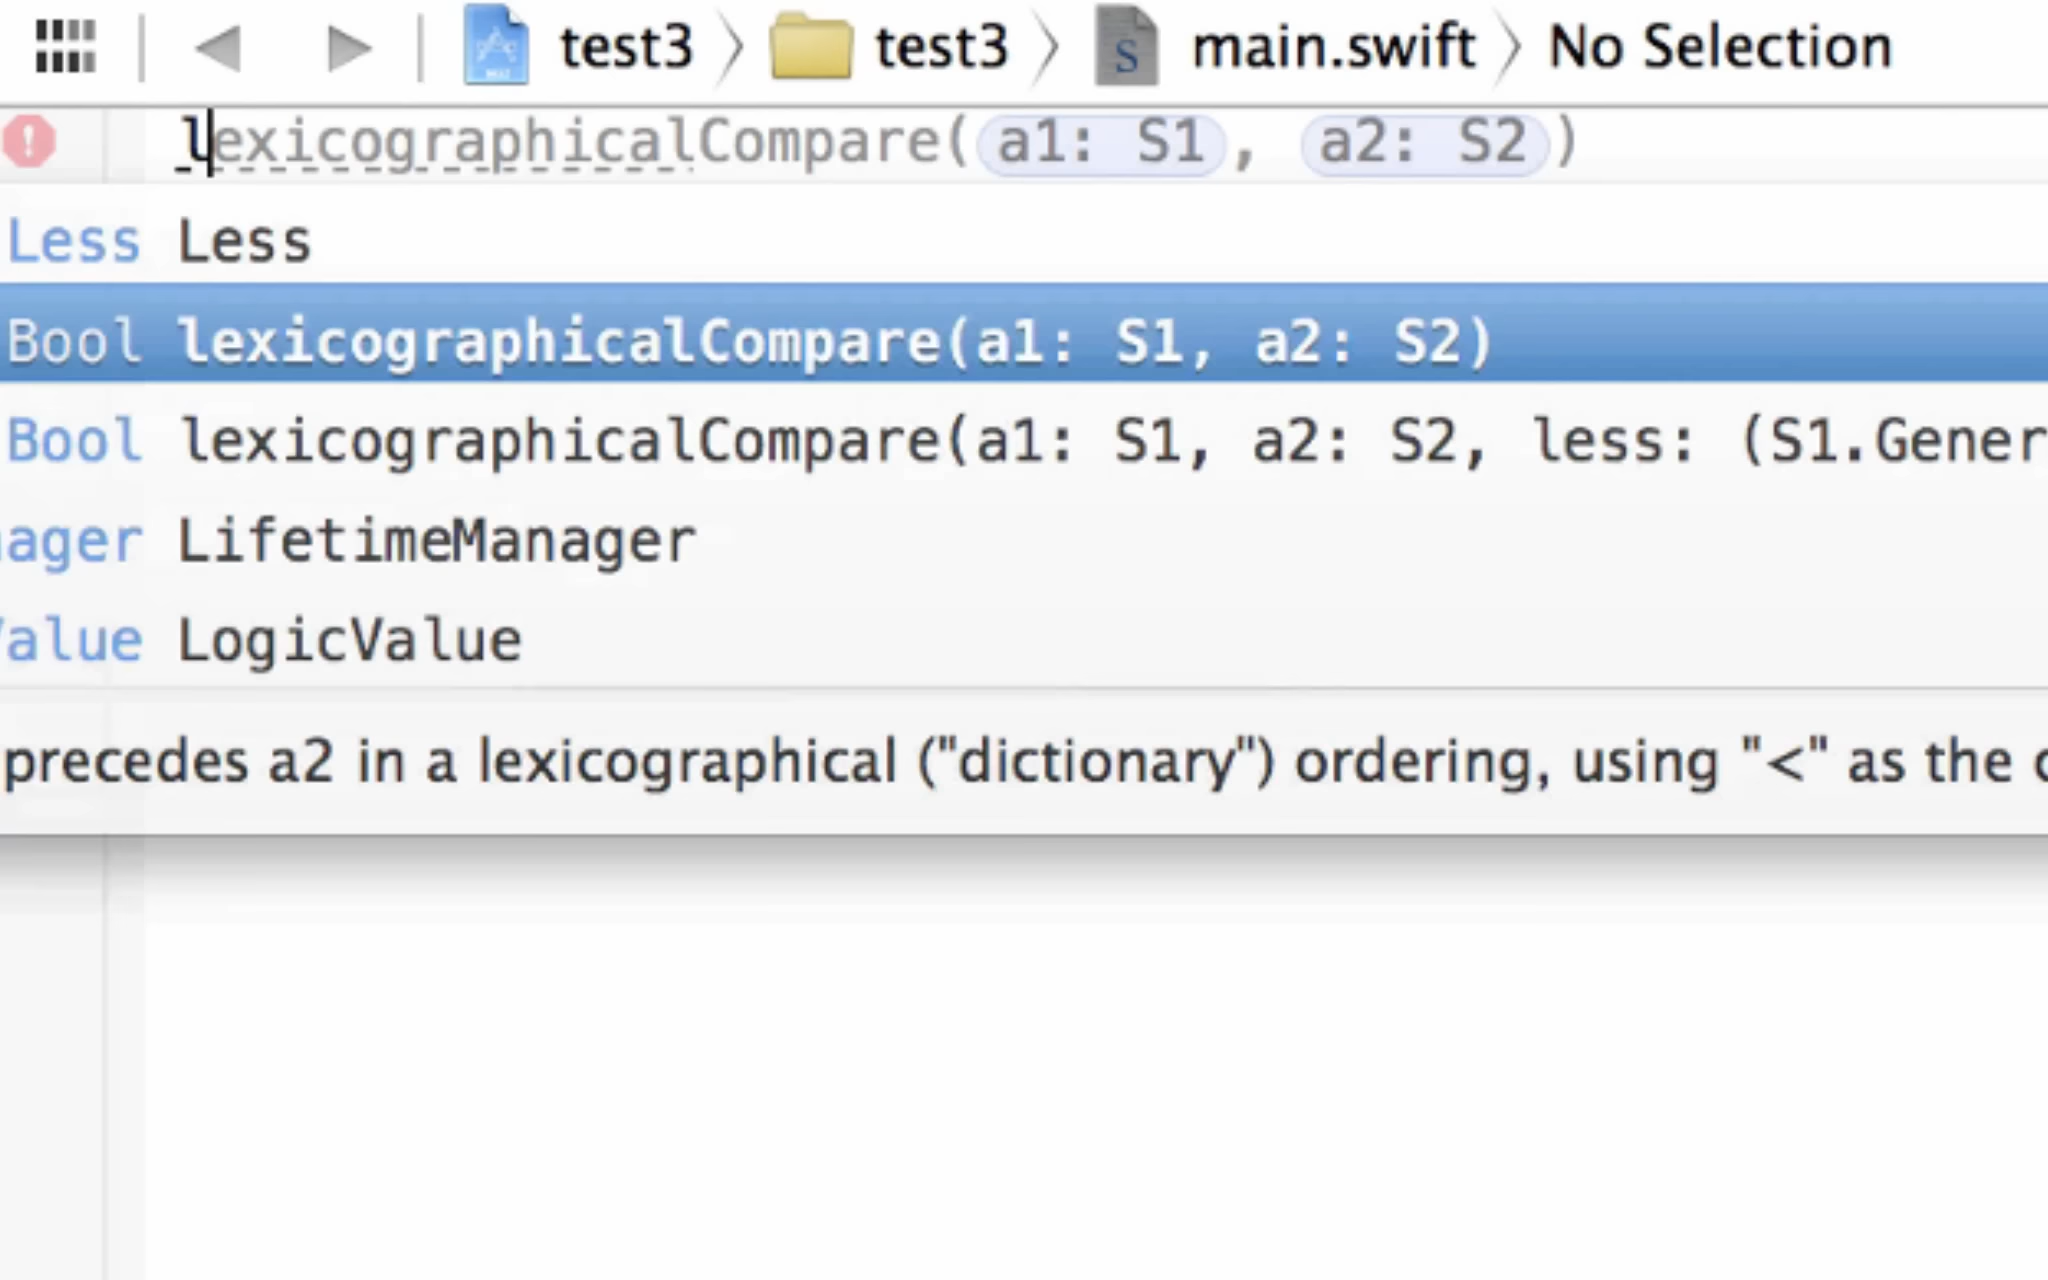 test3 test3 main.swift No Selection
lexicographicalCompare(a1: S1, a2: S2)
Less Less
Bool lexicographicalCompare(a1: S1, a2: S2)
Bool lexicographicalCompare(a1: S1, a2: S2, less: (S1.Gener
ager LifetimeManager
Value LogicValue
precedes a2 in a lexicographical ("dictionary") ordering, using "<" as the